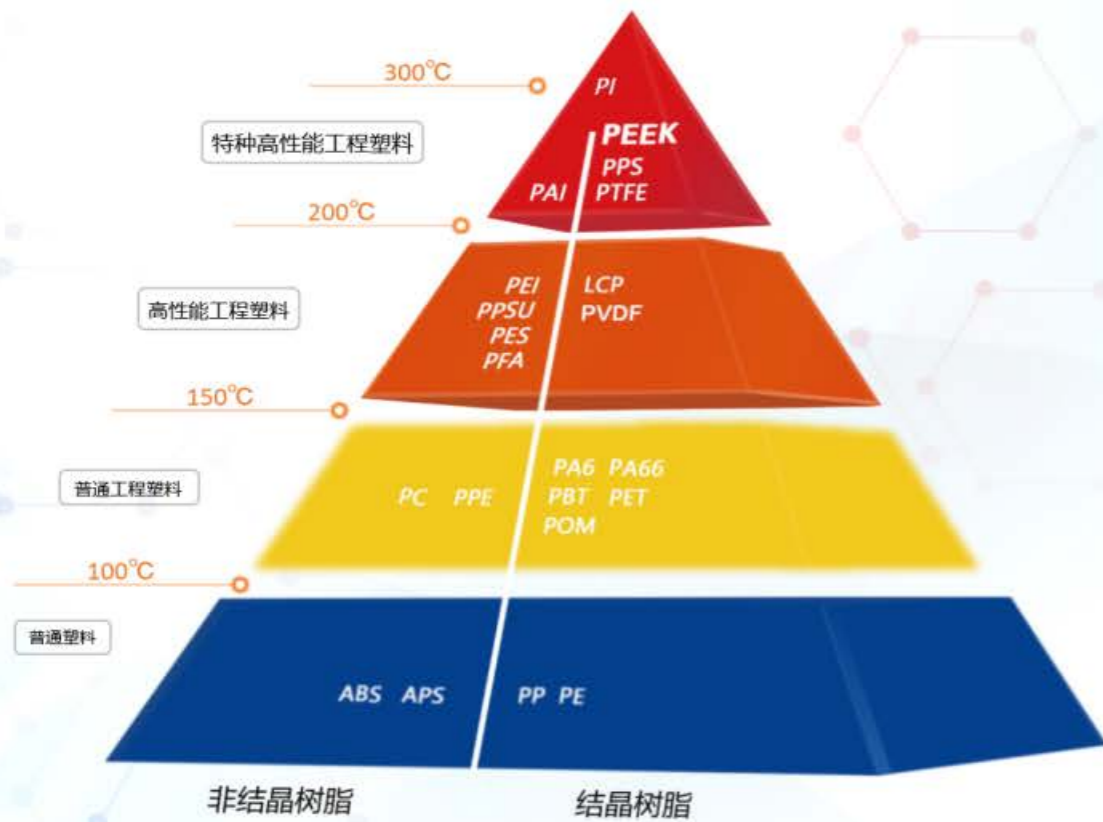 300℃
PI
特种高性能工程塑料
PEEK
PPS
PAI PTFE
200℃
高性能工程塑料
PEI LCP
PPSU PVDF
PES
PFA
150℃
普通工程塑料
PA6 PA66
PC PPE PBT PET
POM
100℃
普通塑料
ABS APS PP PE
非结晶树脂 结晶树脂